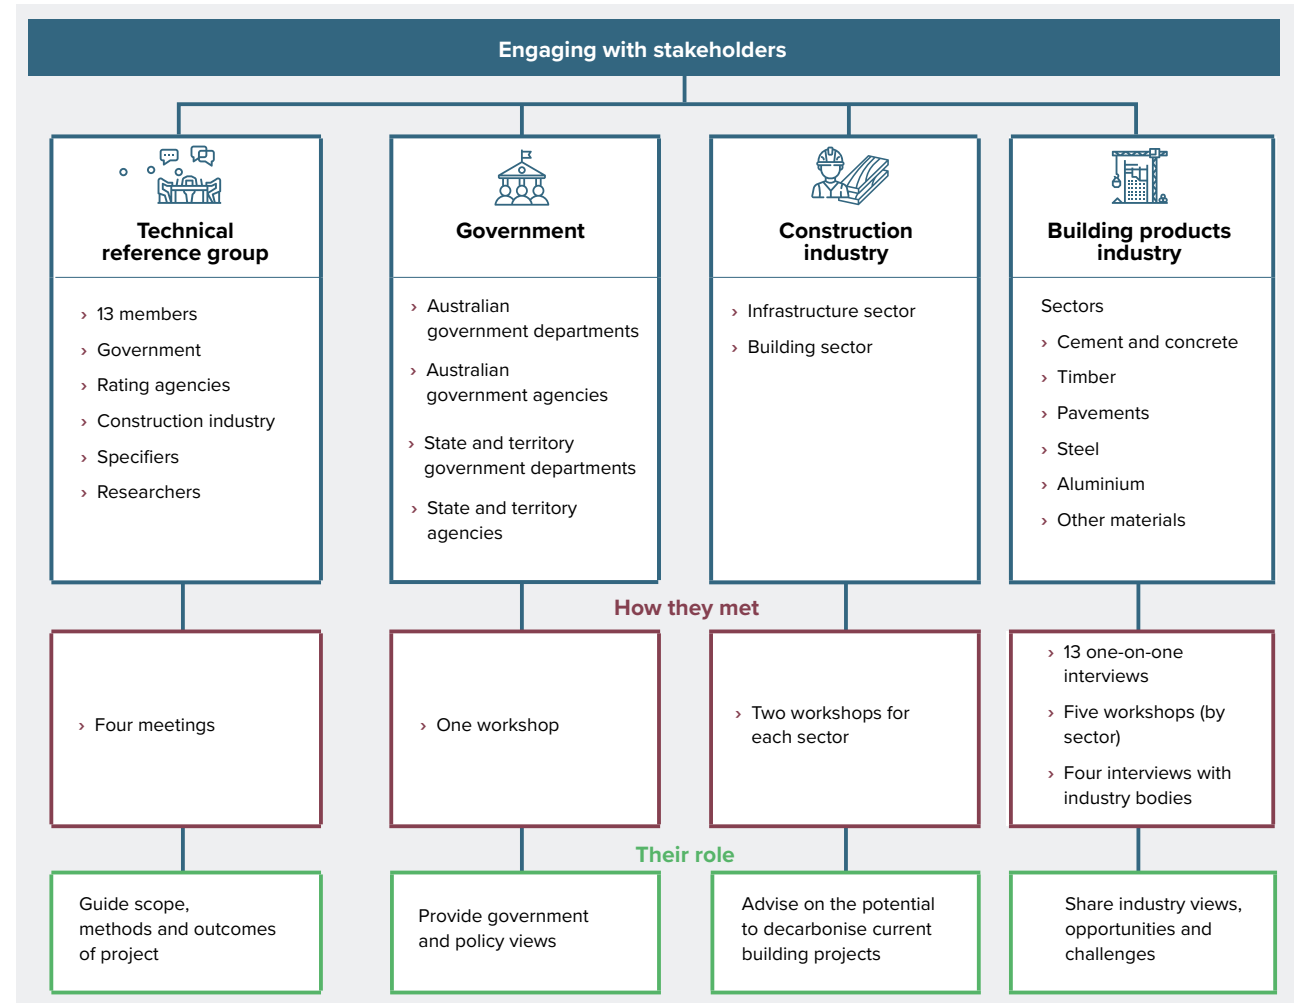 Engaging with stakeholders
Technical
reference group
› 13 members
› Government
› Rating agencies
› Construction industry
› Specifiers
› Researchers
Government
› Australian
government departments
› Australian
government agencies
› State and territory
government departments
› State and territory
agencies
Construction
industry
› Infrastructure sector
› Building sector
Building products
industry
Sectors
› Cement and concrete
› Timber
› Pavements
› Steel
› Aluminium
› Other materials
How they met
› Four meetings
› One workshop
› Two workshops for
each sector
› 13 one-on-one
interviews
› Five workshops (by
sector)
› Four interviews with
industry bodies
Their role
Guide scope,
methods and outcomes
of project
Provide government
and policy views
Advise on the potential
to decarbonise current
building projects
Share industry views,
opportunities and
challenges